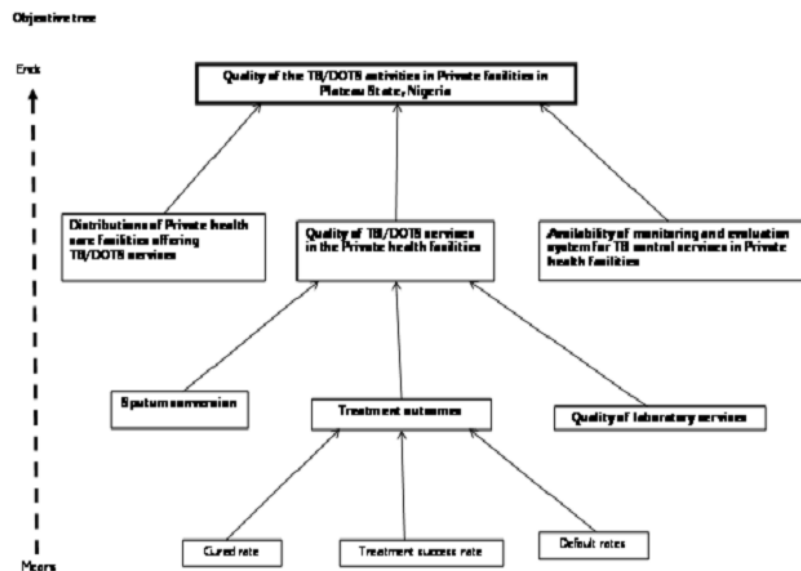 Objective tree
Ends
Quality of the TB/DOTS activities in Private facilities in
Plateau State, Nigeria
Distribution of Private health
care facilities offering
TB/DOTS services
Quality of TB/DOTS services
in the Private health facilities
Availability of monitoring and evaluation
system for TB control services in Private
health facilities
Sputum conversion
Treatment outcomes
Quality of laboratory services
Cured rate
Treatment success rate
Default rates
Means